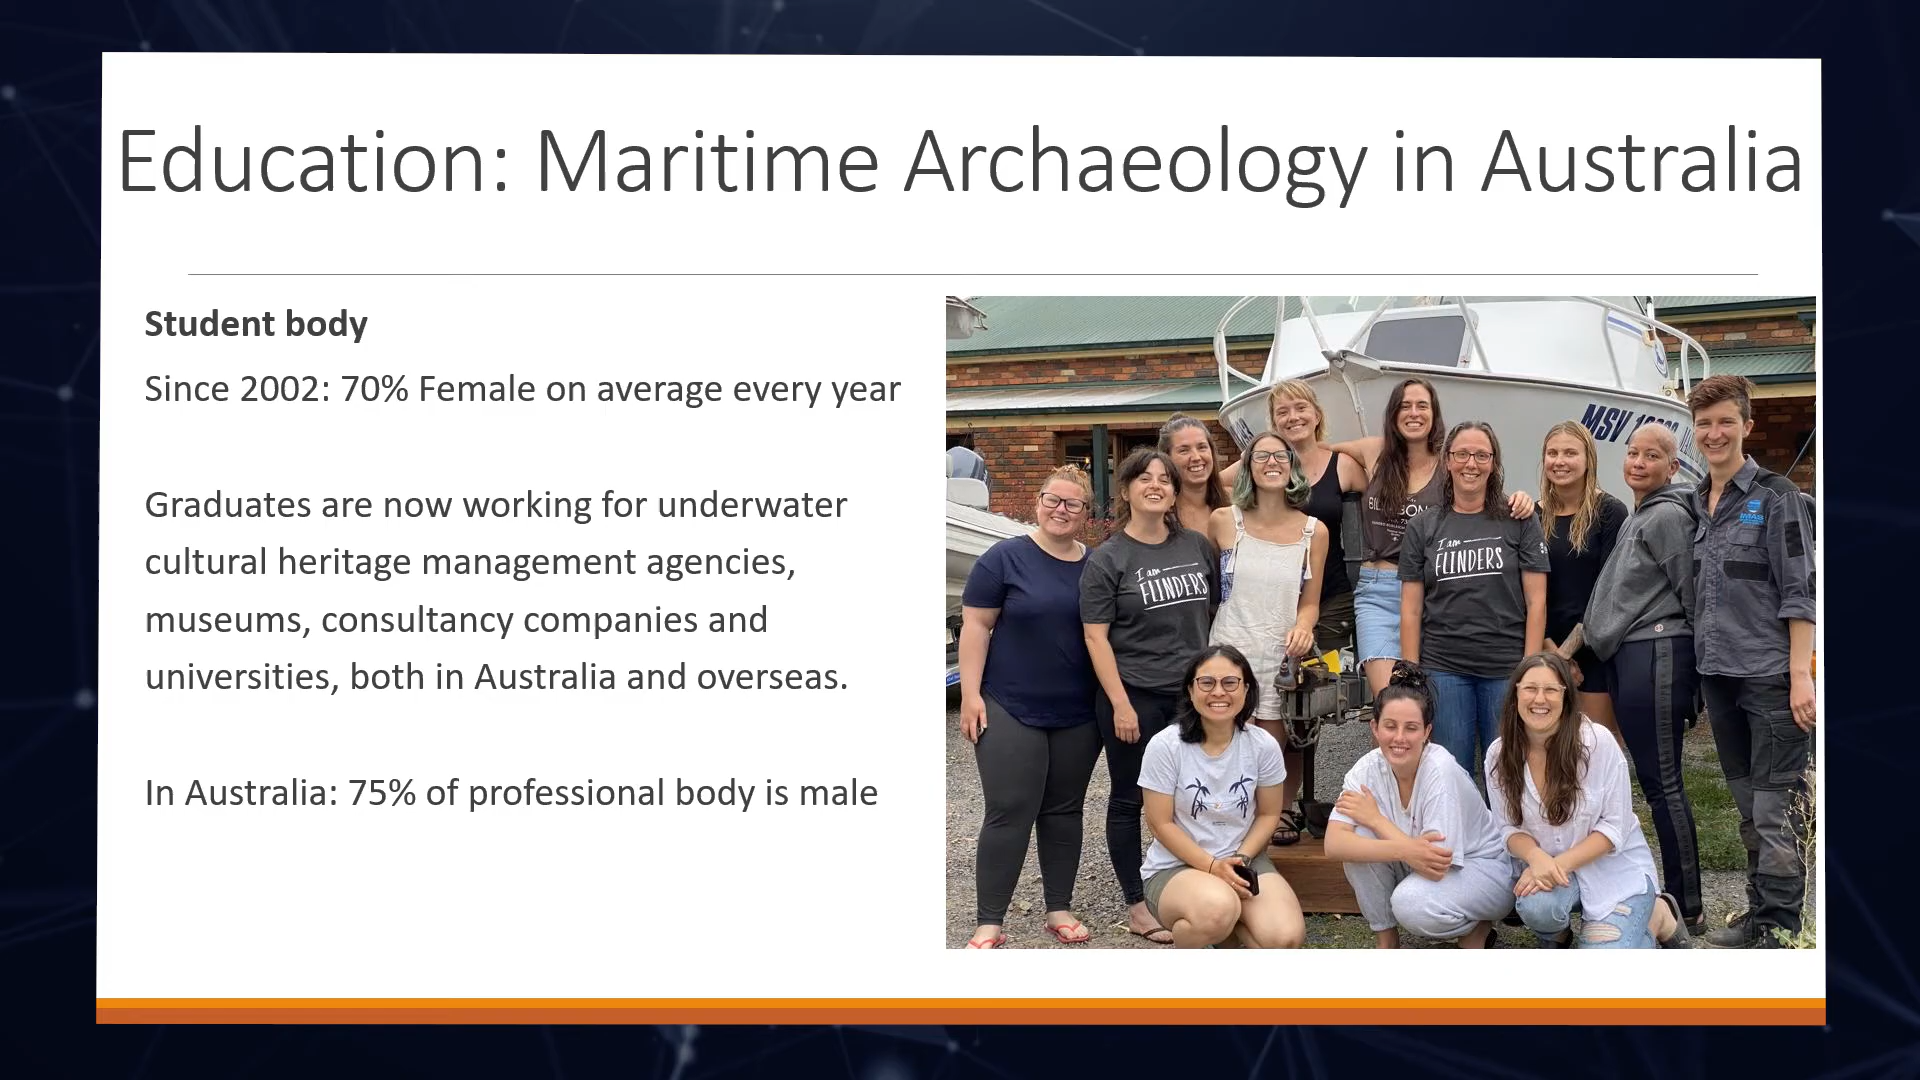 Education: Maritime Archaeology in Australia
Student body
Since 2002: 70% Female on average every year
Graduates are now working for underwater
cultural heritage management agencies,
museums, consultancy companies and
universities, both in Australia and overseas.
In Australia: 75% of professional body is male
MSV
I am
FLINDERS
I am
FLINDERS
IMAS